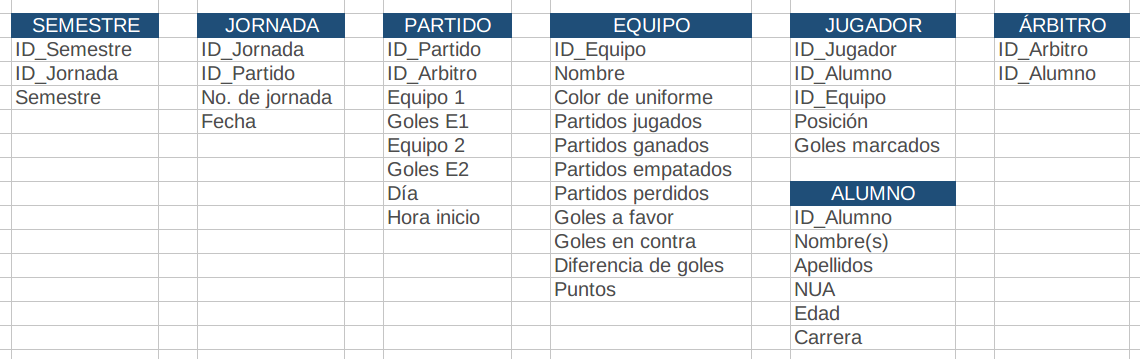 SEMESTRE
ID_Semestre
ID_Jornada
Semestre
JORNADA
ID_Jornada
ID_Partido
No. de jornada
Fecha
PARTIDO
ID_Partido
ID_Arbitro
Equipo 1
Goles E1
Equipo 2
Goles E2
Día
Hora inicio
EQUIPO
ID_Equipo
Nombre
Color de uniforme
Partidos jugados
Partidos ganados
Partidos empatados
Partidos perdidos
Goles a favor
Goles en contra
Diferencia de goles
Puntos
JUGADOR
ID_Jugador
ID_Alumno
ID_Equipo
Posición
Goles marcados
ALUMNO
ID_Alumno
Nombre(s)
Apellidos
NUA
Edad
Carrera
ÁRBITRO
ID_Arbitro
ID_Alumno